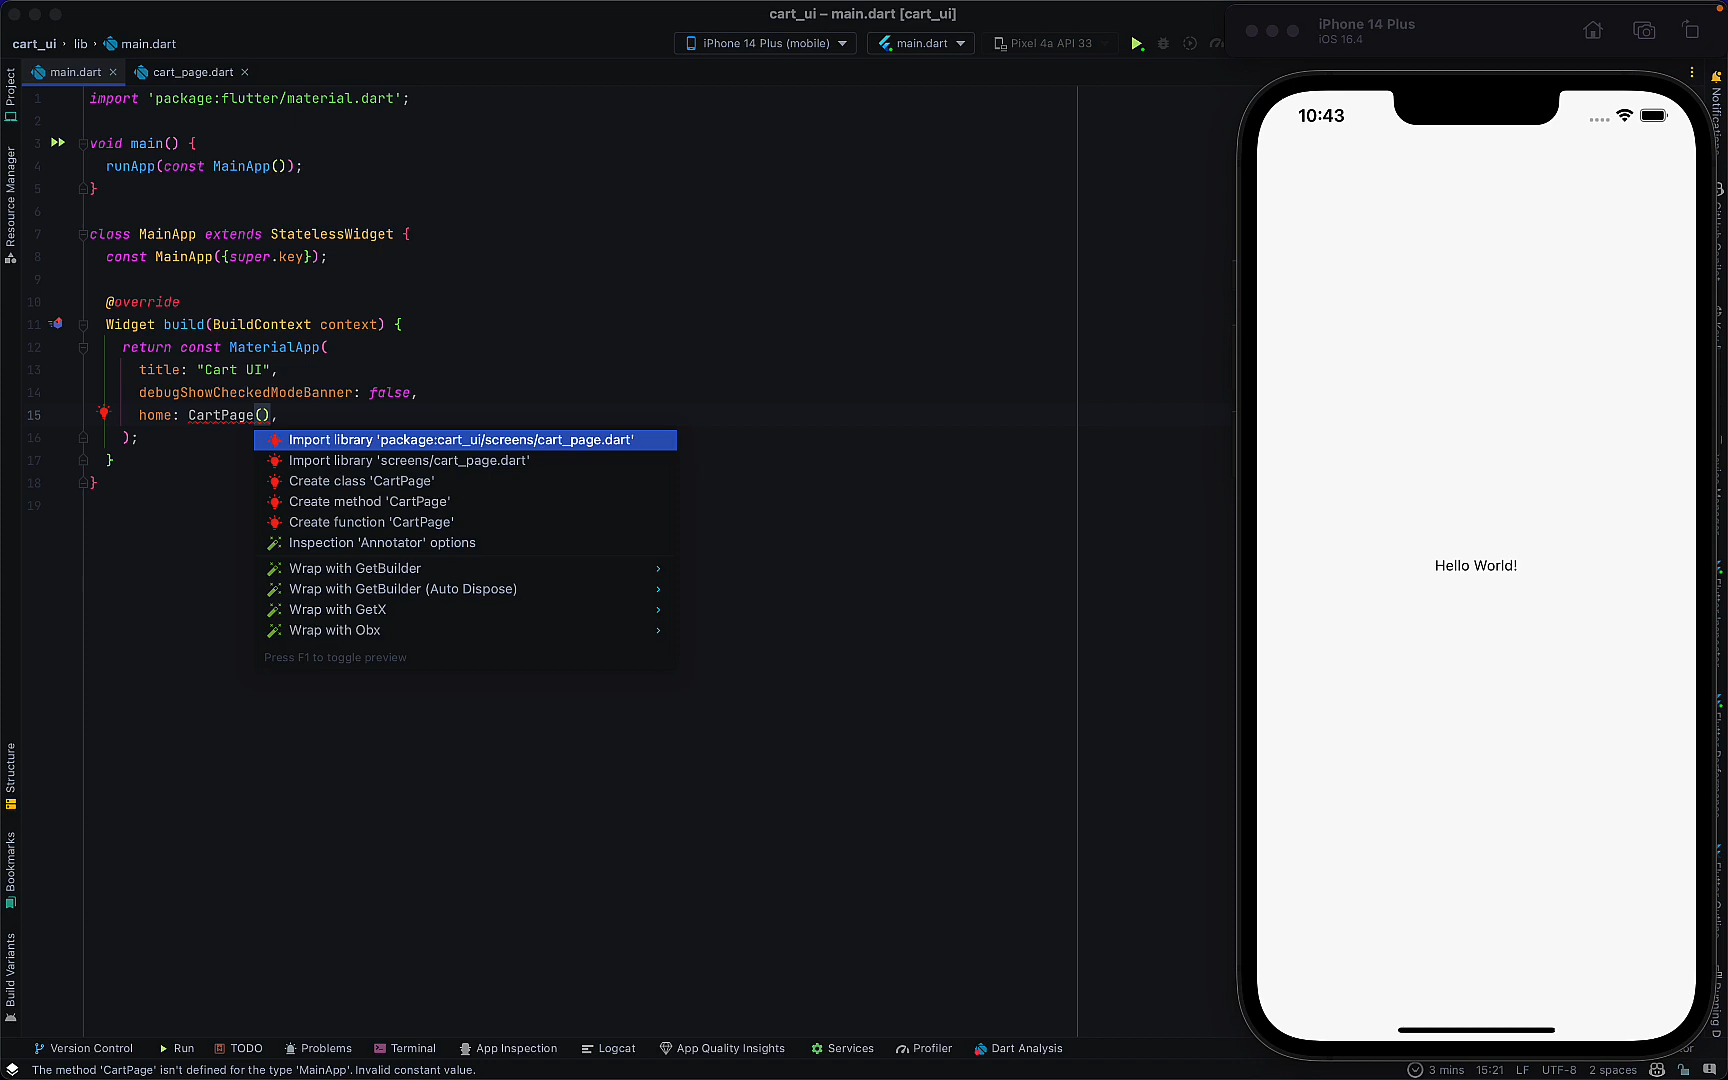 cart_ui – main.dart [cart_ui]
cart_ui › lib › main.dart
iPhone 14 Plus (mobile)
main.dart
Pixel 4a API 33
iPhone 14 Plus
iOS 16.4
main.dart
cart_page.dart
Project
Resource Manager
Structure
Bookmarks
Build Variants
Notifications
1 import 'package:flutter/material.dart';
2
3 void main() {
4 runApp(const MainApp());
5 }
6
7 class MainApp extends StatelessWidget {
8 const MainApp({super.key});
9
10 @override
11 Widget build(BuildContext context) {
12 return const MaterialApp(
13 title: "Cart UI",
14 debugShowCheckedModeBanner: false,
15 home: CartPage(),
16 );
17 }
18 }
19
Import library 'package:cart_ui/screens/cart_page.dart'
Import library 'screens/cart_page.dart'
Create class 'CartPage'
Create method 'CartPage'
Create function 'CartPage'
Inspection 'Annotator' options
Wrap with GetBuilder
Wrap with GetBuilder (Auto Dispose)
Wrap with GetX
Wrap with Obx
Press F1 to toggle preview
10:43
Hello World!
Version Control
Run
TODO
Problems
Terminal
App Inspection
Logcat
App Quality Insights
Services
Profiler
Dart Analysis
The method 'CartPage' isn't defined for the type 'MainApp'. Invalid constant value.
3 mins
15:21
LF
UTF-8
2 spaces